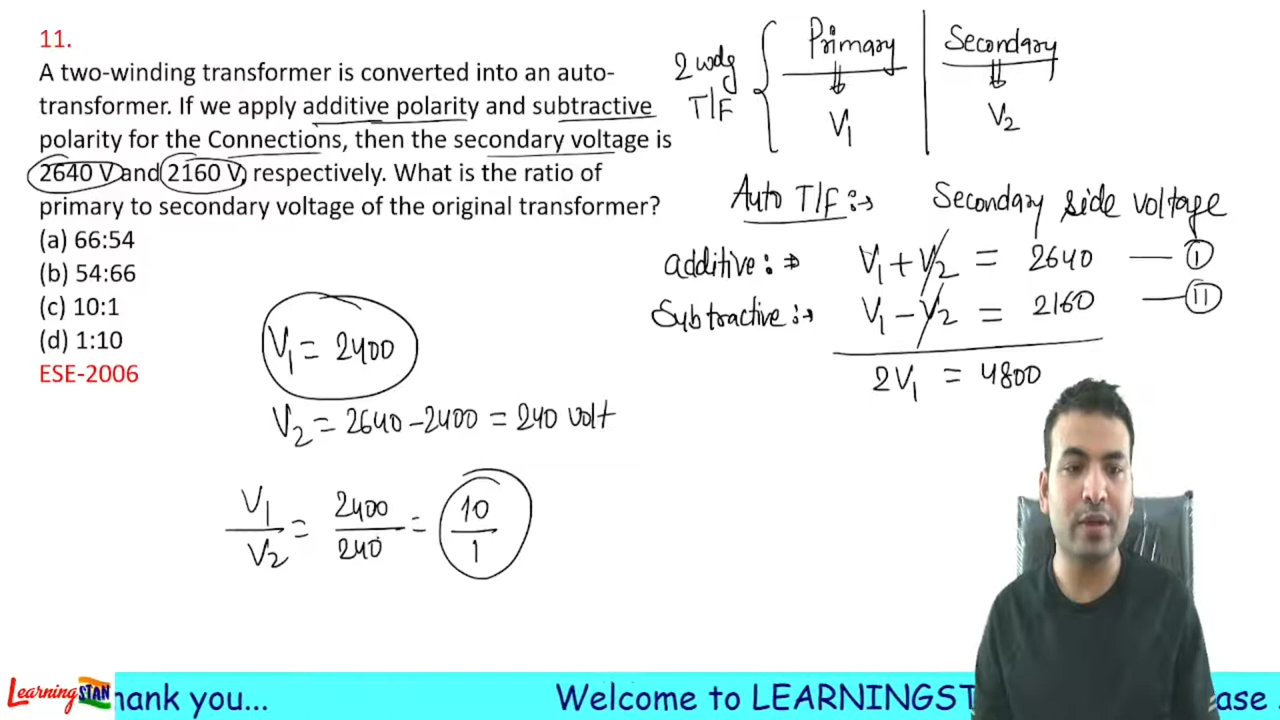 11.
A two-winding transformer is converted into an auto-
transformer. If we apply additive polarity and subtractive
polarity for the Connections, then the secondary voltage is
2640 V and 2160 V, respectively. What is the ratio of
primary to secondary voltage of the original transformer?
(a) 66:54
(b) 54:66
(c) 10:1
(d) 1:10
ESE-2006
2 wdg T/F { Primary | Secondary
V₁ | V₂
Auto T/F :→ Secondary side voltage
additive :⇒ V₁ + V₂ = 2640 — Ⓘ
Subtractive :→ V₁ − V₂ = 2160 — Ⅱ
2V₁ = 4800
V₁ = 2400
V₂ = 2640 − 2400 = 240 volt
V₁/V₂ = 2400/240 = 10/1
Learning STAN
hank you... Welcome to LEARNINGST ase